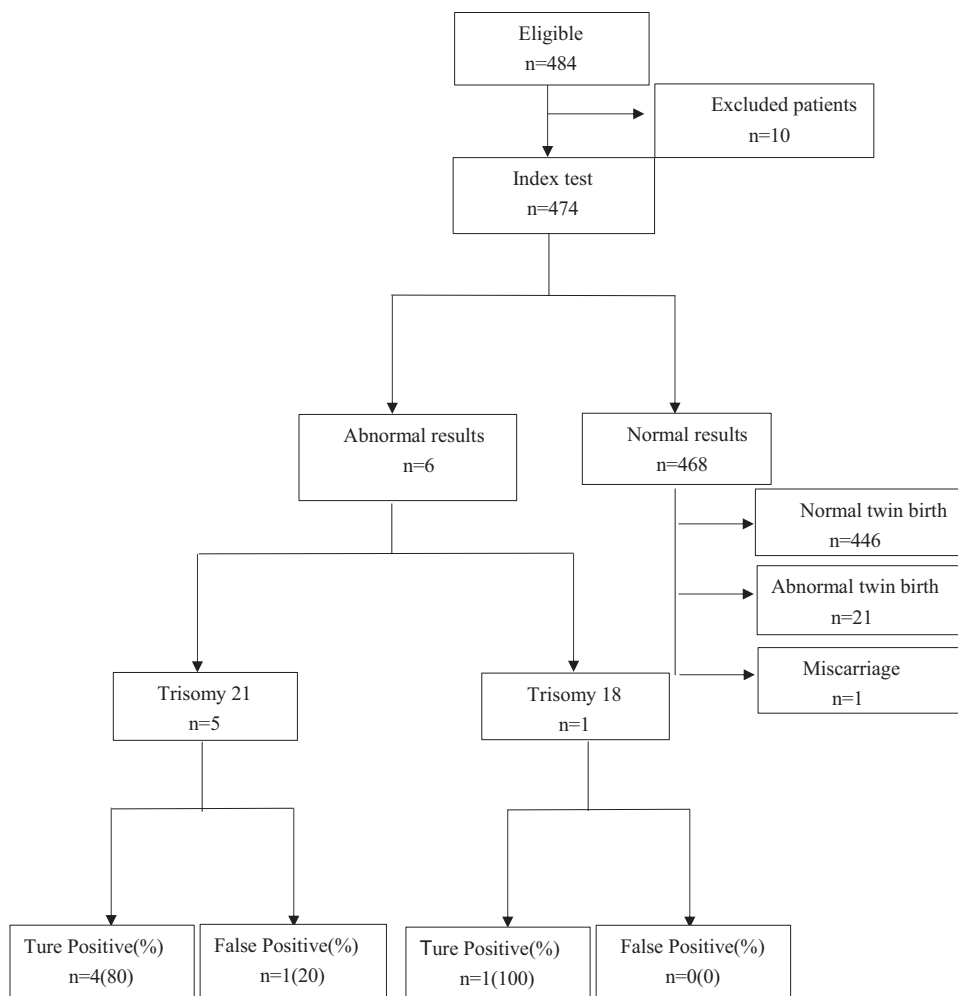 Eligible
n=484
Excluded patients
n=10
Index test
n=474
Abnormal results
n=6
Normal results
n=468
Normal twin birth
n=446
Abnormal twin birth
n=21
Miscarriage
n=1
Trisomy 21
n=5
Trisomy 18
n=1
Ture Positive(%)
n=4(80)
False Positive(%)
n=1(20)
Ture Positive(%)
n=1(100)
False Positive(%)
n=0(0)